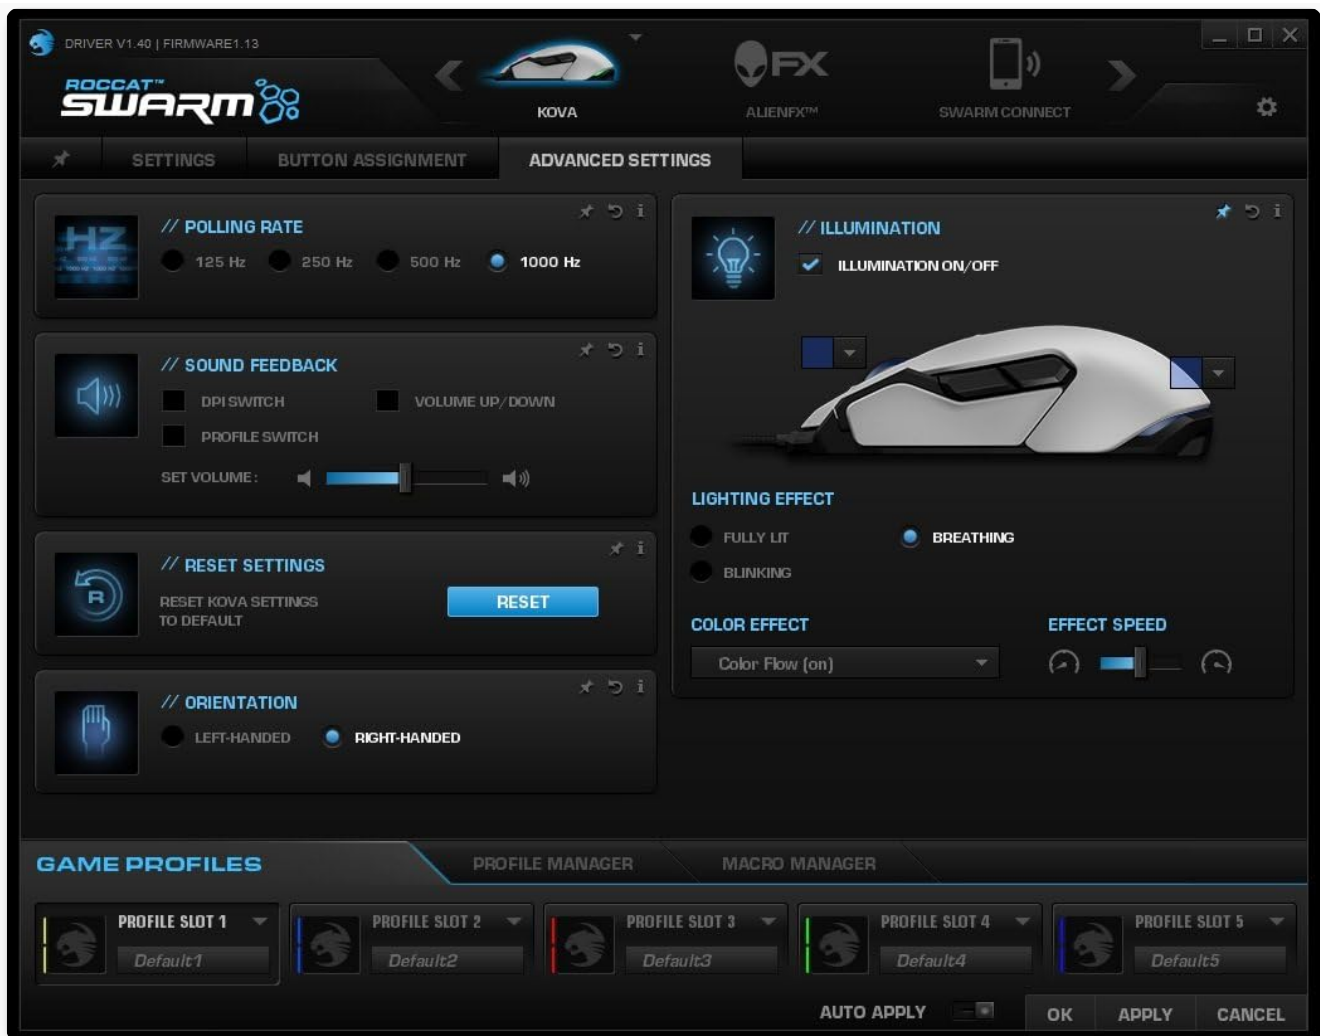 DRIVER V1.40 | FIRMWARE1.13
ROCCAT™
SWARM
KOVA
FX
ALIENFX™
SWARM CONNECT
SETTINGS
BUTTON ASSIGNMENT
ADVANCED SETTINGS
HZ
// POLLING RATE
125 Hz
250 Hz
500 Hz
1000 Hz
// SOUND FEEDBACK
DPI SWITCH
VOLUME UP/DOWN
PROFILE SWITCH
SET VOLUME :
// RESET SETTINGS
R
RESET KOVA SETTINGS
TO DEFAULT
RESET
// ORIENTATION
LEFT-HANDED
RIGHT-HANDED
// ILLUMINATION
ILLUMINATION ON/OFF
LIGHTING EFFECT
FULLY LIT
BREATHING
BLINKING
COLOR EFFECT
Color Flow (on)
EFFECT SPEED
GAME PROFILES
PROFILE MANAGER
MACRO MANAGER
PROFILE SLOT 1
Default1
PROFILE SLOT 2
Default2
PROFILE SLOT 3
Default3
PROFILE SLOT 4
Default4
PROFILE SLOT 5
Default5
AUTO APPLY
OK
APPLY
CANCEL